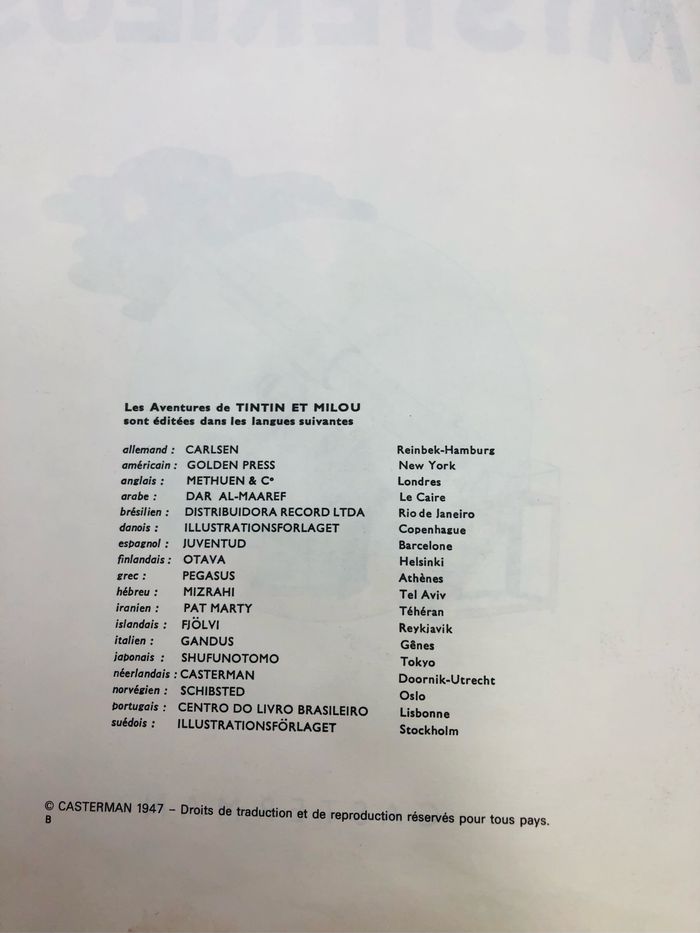 Les Aventures de TINTIN ET MILOU
sont éditées dans les langues suivantes
allemand : CARLSEN Reinbek-Hamburg
américain : GOLDEN PRESS New York
anglais : METHUEN & Cº Londres
arabe : DAR AL-MAAREF Le Caire
brésilien : DISTRIBUIDORA RECORD LTDA Rio de Janeiro
danois : ILLUSTRATIONSFORLAGET Copenhague
espagnol : JUVENTUD Barcelone
finlandais : OTAVA Helsinki
grec : PEGASUS Athènes
hébreu : MIZRAHI Tel Aviv
iranien : PAT MARTY Téhéran
islandais : FJÖLVI Reykjavik
italien : GANDUS Gênes
japonais : SHUFUNOTOMO Tokyo
néerlandais : CASTERMAN Doornik-Utrecht
norvégien : SCHIBSTED Oslo
portugais : CENTRO DO LIVRO BRASILEIRO Lisbonne
suédois : ILLUSTRATIONSFÖRLAGET Stockholm
© CASTERMAN 1947 – Droits de traduction et de reproduction réservés pour tous pays.
B